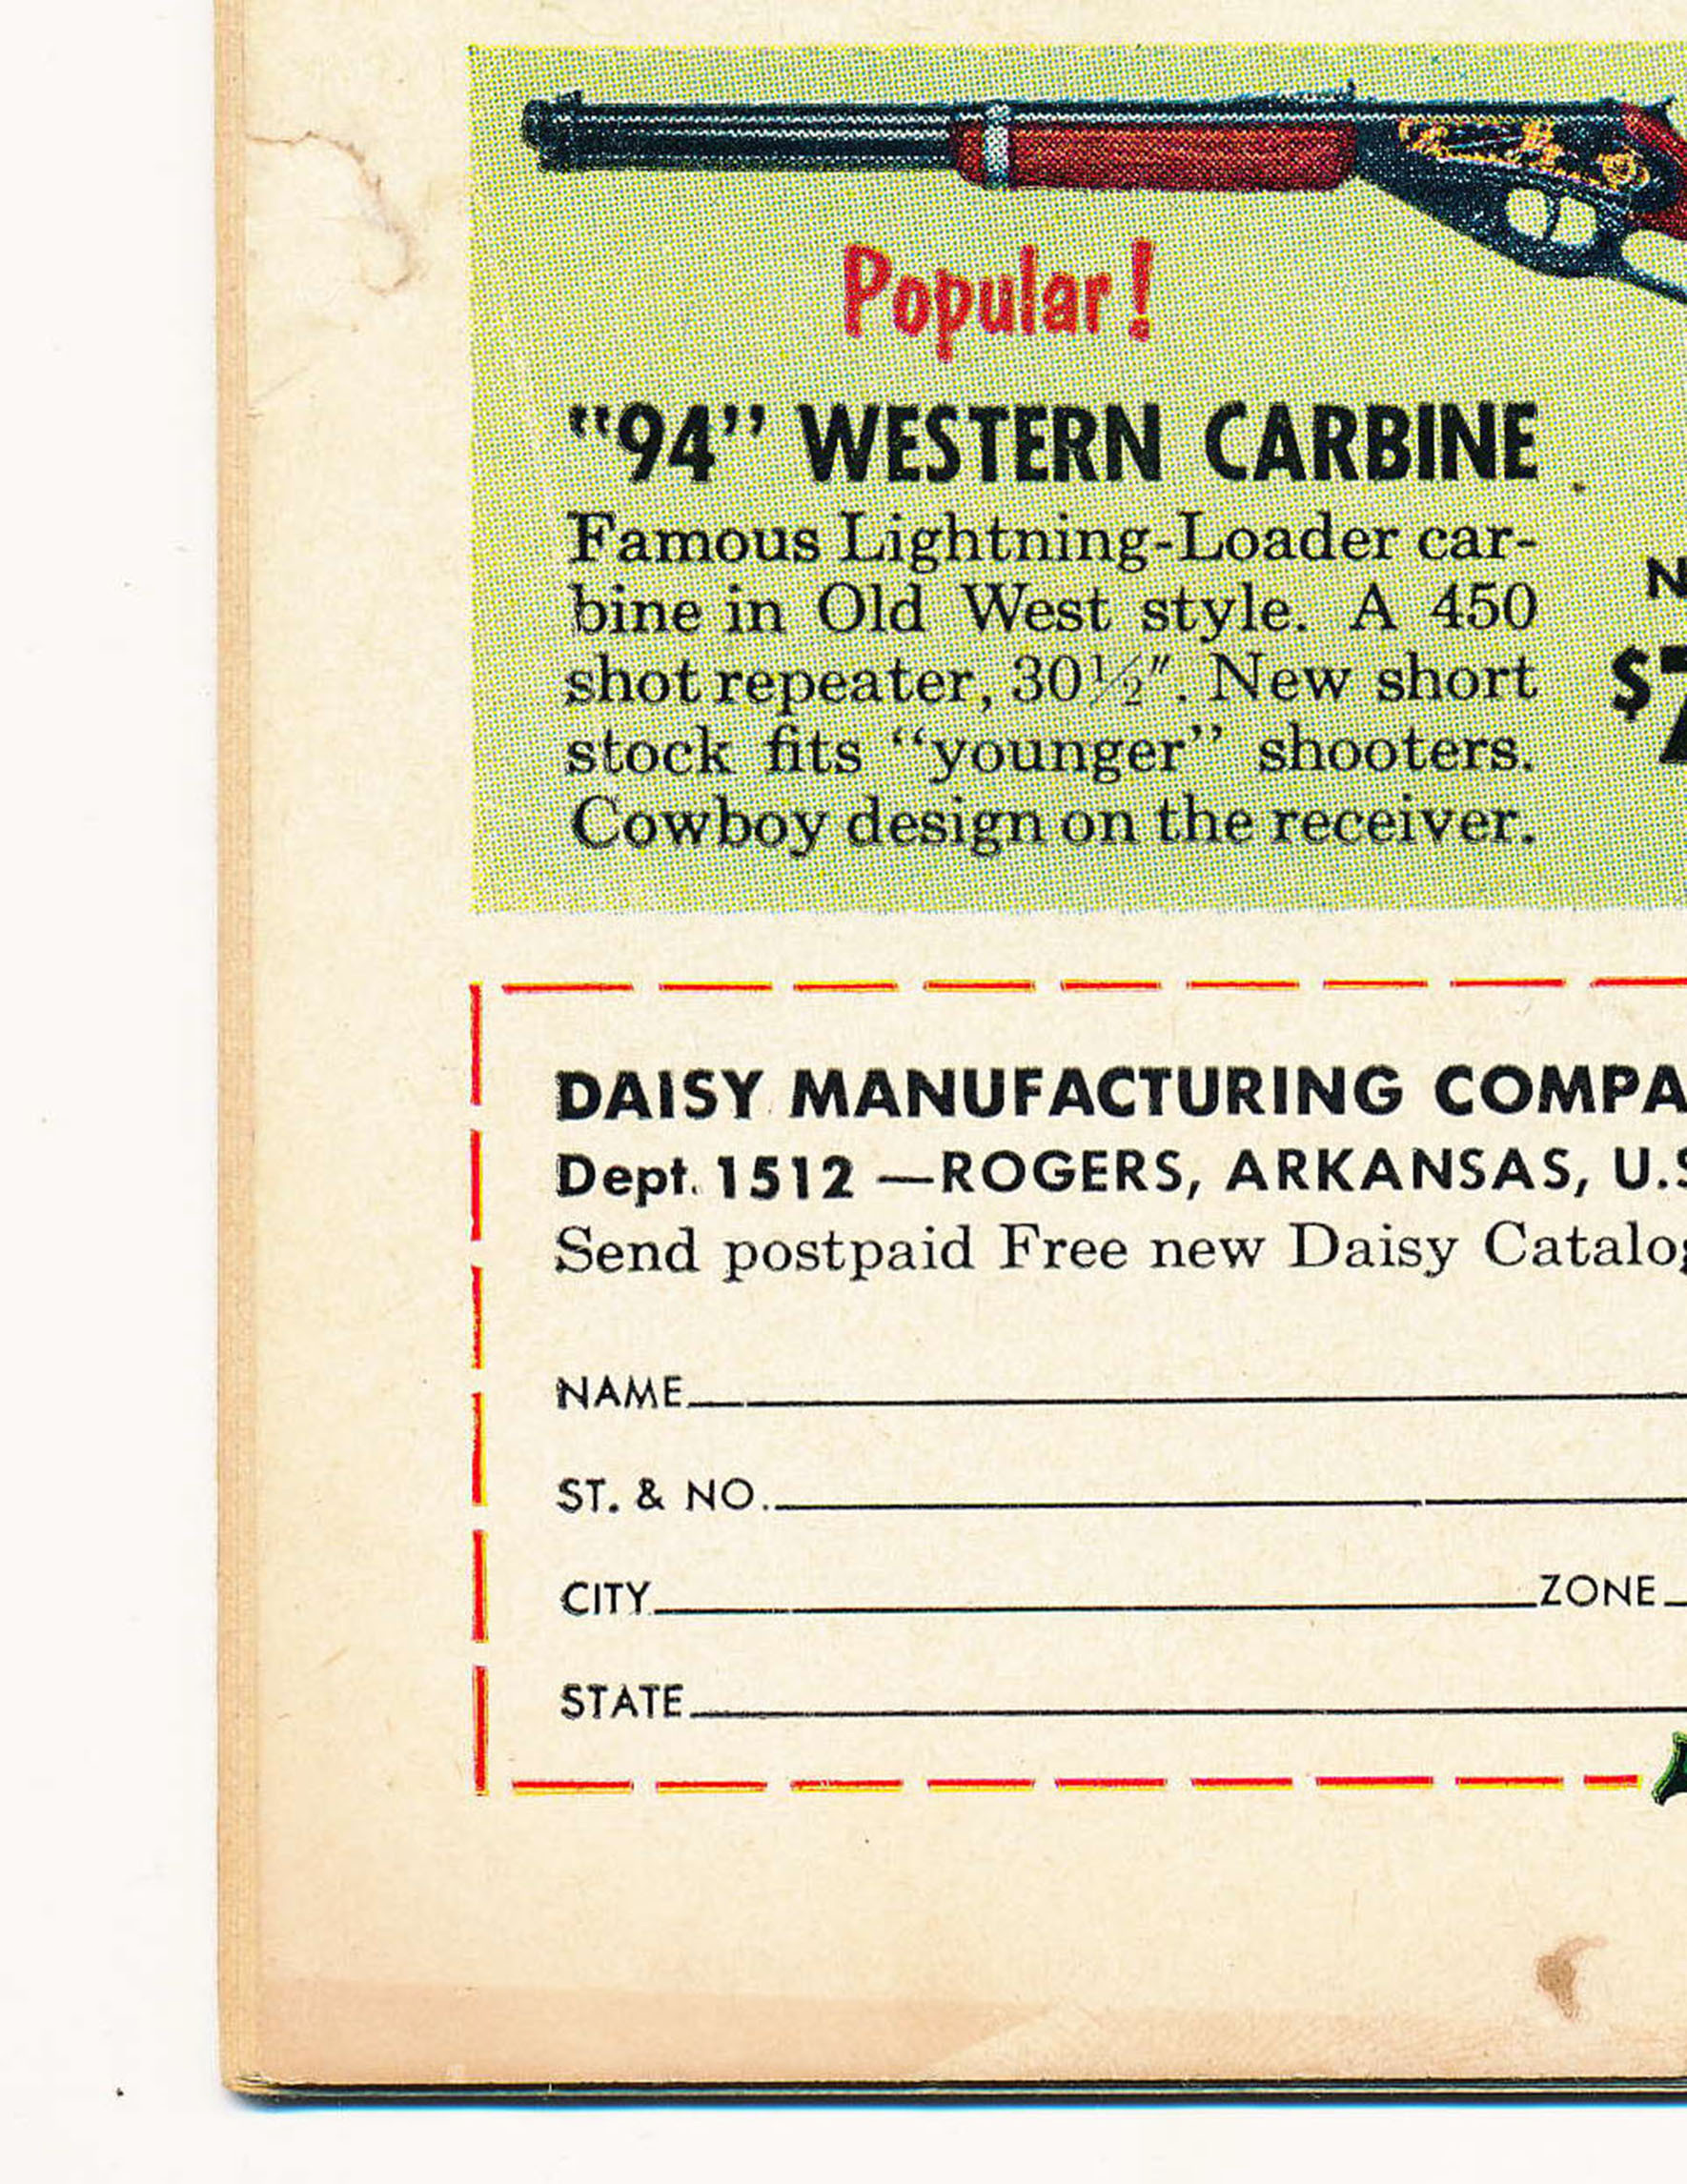 Popular!
"94" WESTERN CARBINE
Famous Lightning-Loader car-
bine in Old West style. A 450
shot repeater, 30½″. New short
stock fits "younger" shooters.
Cowboy design on the receiver.
DAISY MANUFACTURING
Dept. 1512 —ROGERS, ARKANSAS,
Send postpaid Free new Daisy
NAME
ST. & NO.
CITY ZONE
STATE